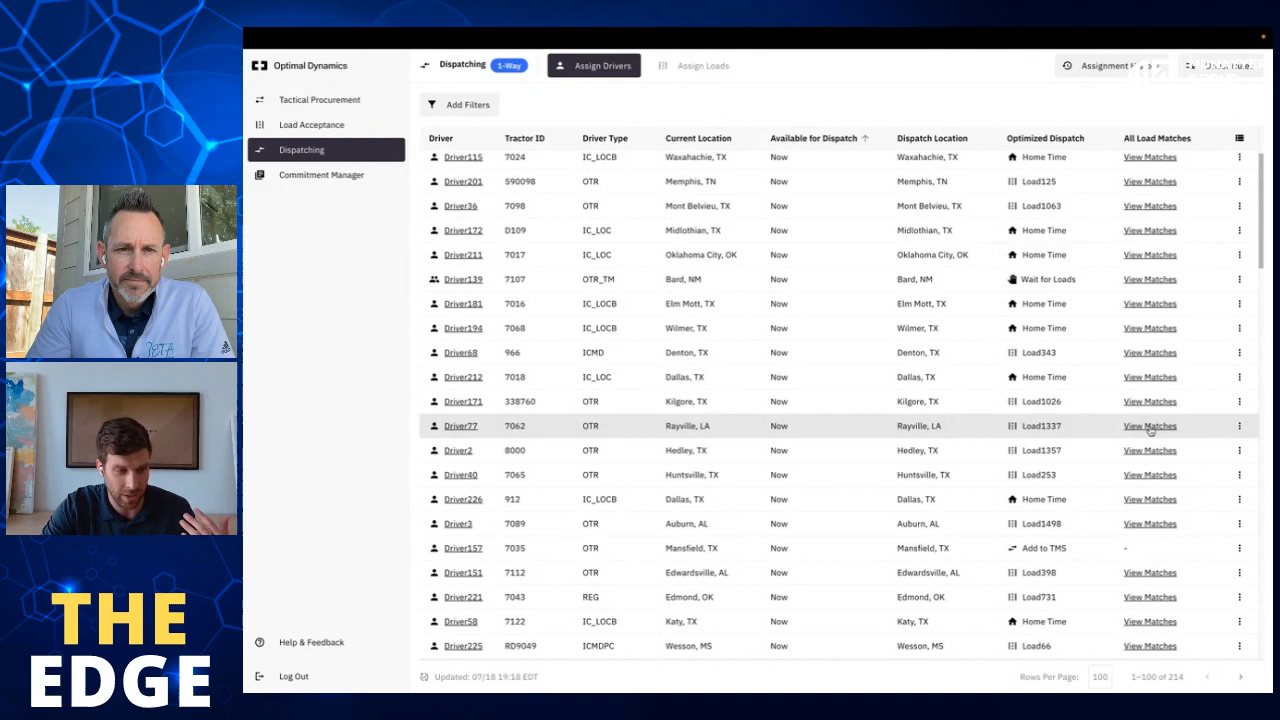 Optimal Dynamics
Tactical Procurement
Load Acceptance
Dispatching
Commitment Manager
Help & Feedback
Log Out
Dispatching 1-Way Assign Drivers Assign Loads Assignment
Add Filters
Driver Tractor ID Driver Type Current Location Available for Dispatch Dispatch Location Optimized Dispatch All Load Matches
Driver115 7024 IC_LOCB Waxahachie, TX Now Waxahachie, TX Home Time View Matches
Driver201 590098 OTR Memphis, TN Now Memphis, TN Load125 View Matches
Driver36 7098 OTR Mont Belvieu, TX Now Mont Belvieu, TX Load1063 View Matches
Driver172 D109 IC_LOC Midlothian, TX Now Midlothian, TX Home Time View Matches
Driver211 7017 IC_LOC Oklahoma City, OK Now Oklahoma City, OK Home Time View Matches
Driver139 7107 OTR_TM Bard, NM Now Bard, NM Wait for Loads View Matches
Driver181 7016 IC_LOCB Elm Mott, TX Now Elm Mott, TX Home Time View Matches
Driver194 7068 IC_LOCB Wilmer, TX Now Wilmer, TX Home Time View Matches
Driver68 966 ICMD Denton, TX Now Denton, TX Load343 View Matches
Driver212 7018 IC_LOC Dallas, TX Now Dallas, TX Home Time View Matches
Driver171 338760 OTR Kilgore, TX Now Kilgore, TX Load1026 View Matches
Driver77 7062 OTR Rayville, LA Now Rayville, LA Load1337 View Matches
Driver2 8000 OTR Hedley, TX Now Hedley, TX Load1357 View Matches
Driver40 7065 OTR Huntsville, TX Now Huntsville, TX Load253 View Matches
Driver226 912 IC_LOCB Dallas, TX Now Dallas, TX Home Time View Matches
Driver3 7089 OTR Auburn, AL Now Auburn, AL Load1498 View Matches
Driver157 7035 OTR Mansfield, TX Now Mansfield, TX Add to TMS -
Driver151 7112 OTR Edwardsville, AL Now Edwardsville, AL Load398 View Matches
Driver221 7043 REG Edmond, OK Now Edmond, OK Load731 View Matches
Driver58 7122 IC_LOCB Katy, TX Now Katy, TX Home Time View Matches
Driver225 RD9049 ICMDPC Wesson, MS Now Wesson, MS Load66 View Matches
Updated: 07/18 19:18 EDT Rows Per Page: 100 1–100 of 214
THE
EDGE